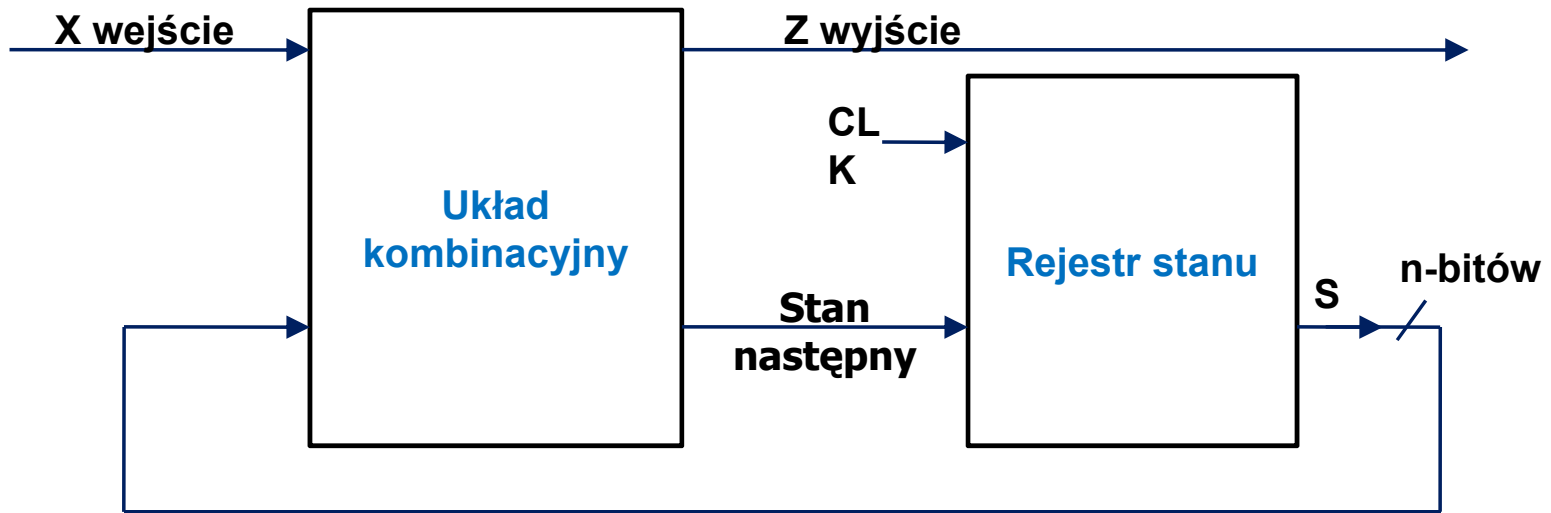 X wejście
Z wyjście
CL
K
Układ
kombinacyjny
Rejestr stanu
n-bitów
S
Stan
następny